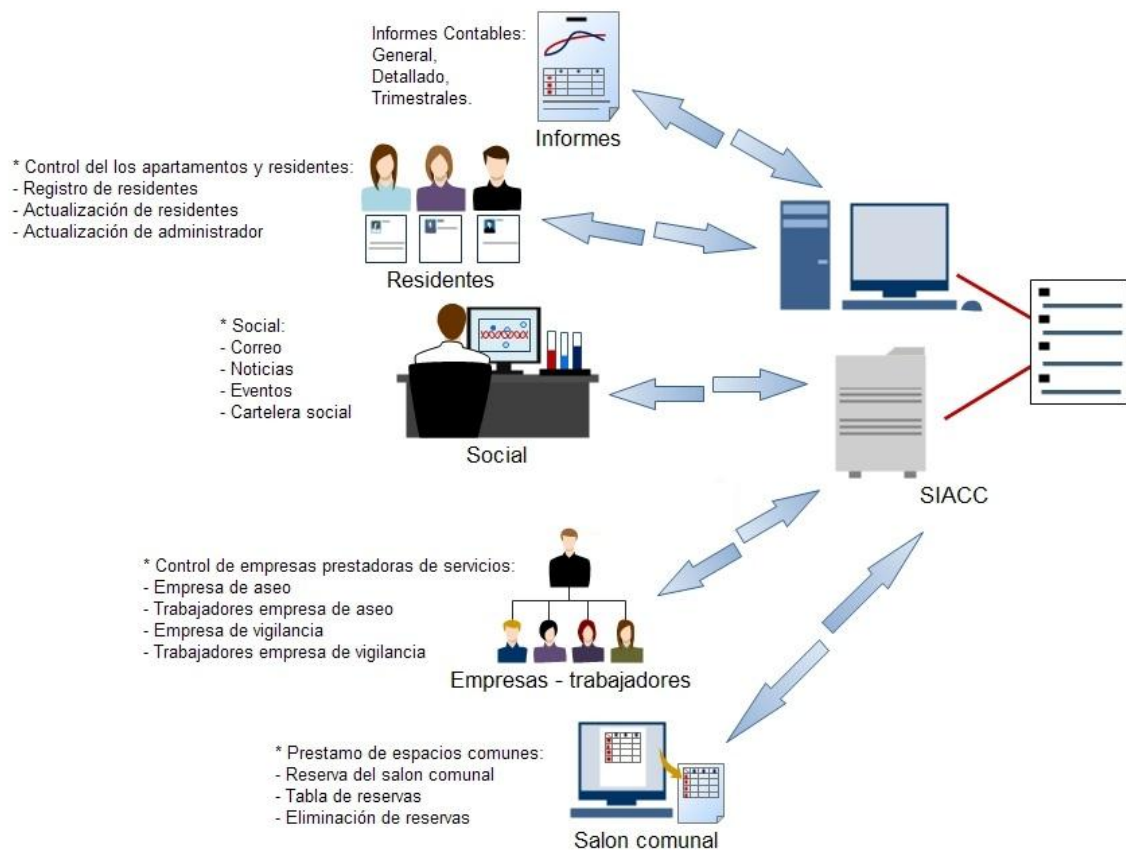 Informes Contables:
General,
Detallado,
Trimestrales.
Informes
* Control del los apartamentos y residentes:
- Registro de residentes
- Actualización de residentes
- Actualización de administrador
Residentes
* Social:
- Correo
- Noticias
- Eventos
- Cartelera social
Social
SIACC
* Control de empresas prestadoras de servicios:
- Empresa de aseo
- Trabajadores empresa de aseo
- Empresa de vigilancia
- Trabajadores empresa de vigilancia
Empresas - trabajadores
* Prestamo de espacios comunes:
- Reserva del salon comunal
- Tabla de reservas
- Eliminación de reservas
Salon comunal